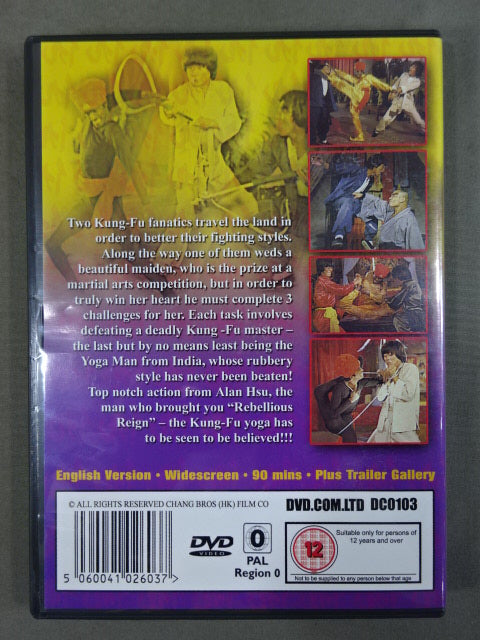 Two Kung-Fu fanatics travel the land in
order to better their fighting styles.
Along the way one of them weds a
beautiful maiden, who is the prize at a
martial arts competition, but in order to
truly win her heart he must complete 3
challenges for her. Each task involves
defeating a deadly Kung -Fu master –
the last but by no means least being the
Yoga Man from India, whose rubbery
style has never been beaten!
Top notch action from Alan Hsu, the
man who brought you “Rebellious
Reign” – the Kung-Fu yoga has
to be seen to be believed!!!
English Version • Widescreen • 90 mins • Plus Trailer Gallery
© ALL RIGHTS RESERVED CHANG BROS (HK) FILM CO
DVD.COM.LTD DC0103
5 060041 026037>
DVD
VIDEO
0
PAL
Region 0
12
Suitable only for persons of
12 years and over
Not to be supplied to any person below that age